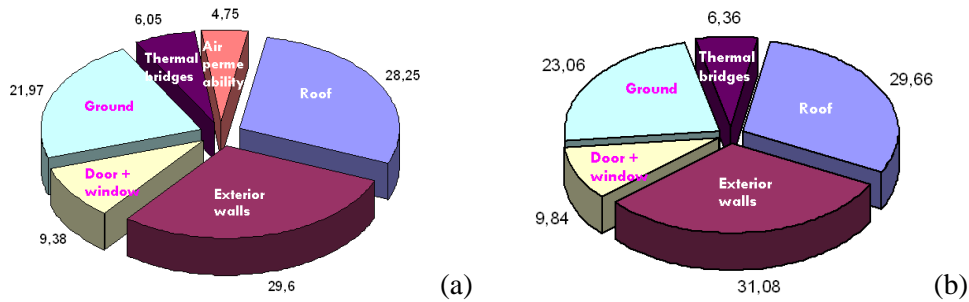 4,75
6,05
Air
perme
ability
Thermal
bridges
28,25
Roof
21,97
Ground
Door +
window
Exterior
walls
9,38
29,6
(a)
6,36
Thermal
bridges
23,06
29,66
Ground
Roof
Door +
window
Exterior
walls
9,84
31,08
(b)